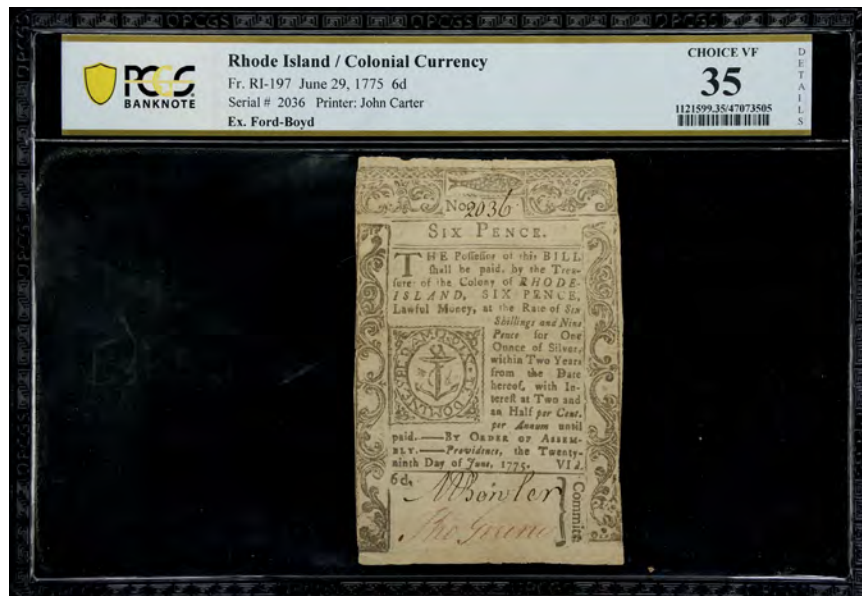 PCGS
BANKNOTE
Rhode Island / Colonial Currency
Fr. RI-197 June 29, 1775 6d
Serial # 2036 Printer: John Carter
Ex. Ford-Boyd
CHOICE VF
35
1121599.35/47073505
DETAILS
No. 2036
SIX PENCE.
THE Possessor of this BILL
shall be paid, by the Trea-
surer of the Colony of RHODE-
ISLAND, SIX PENCE,
Lawful Money, at the Rate of Six
Shillings and Nine
Pence for One
Ounce of Silver,
within Two Years
from the Date
hereof, with In-
terest at Two and
an Half per Cent.
per Annum until
paid.—BY ORDER OF ASSEM-
BLY.—Providence, the Twenty-
ninth Day of June, 1775. VI d.
6d.
Tho Greene
Committe